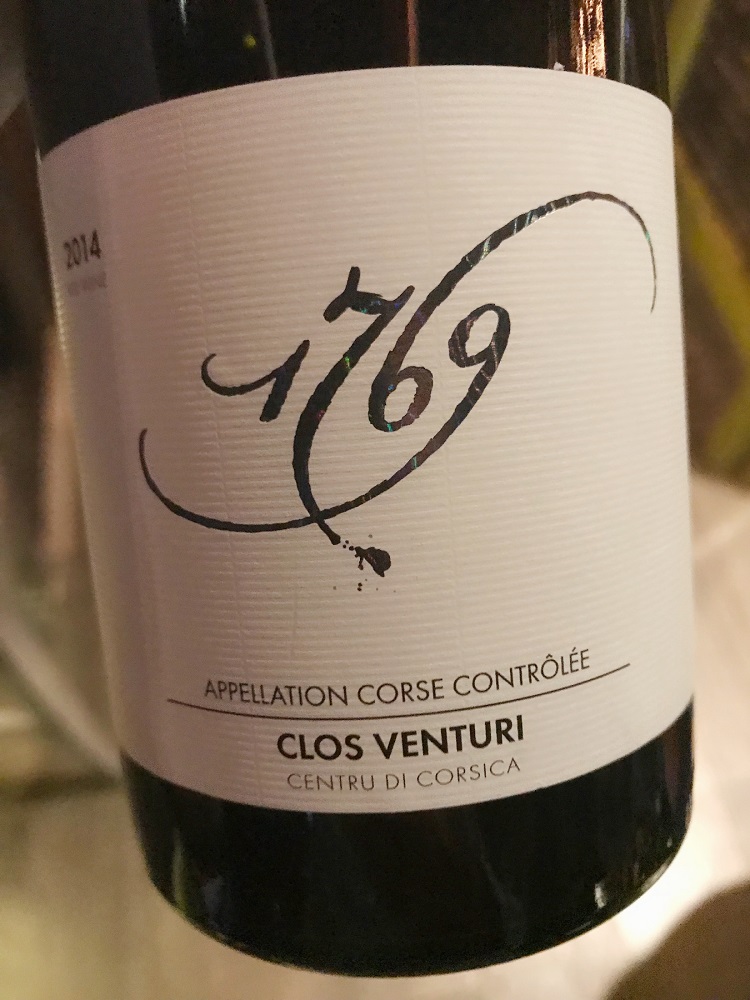 2014
1769
APPELLATION CORSE CONTRÔLÉE
CLOS VENTURI
CENTRU DI CORSICA